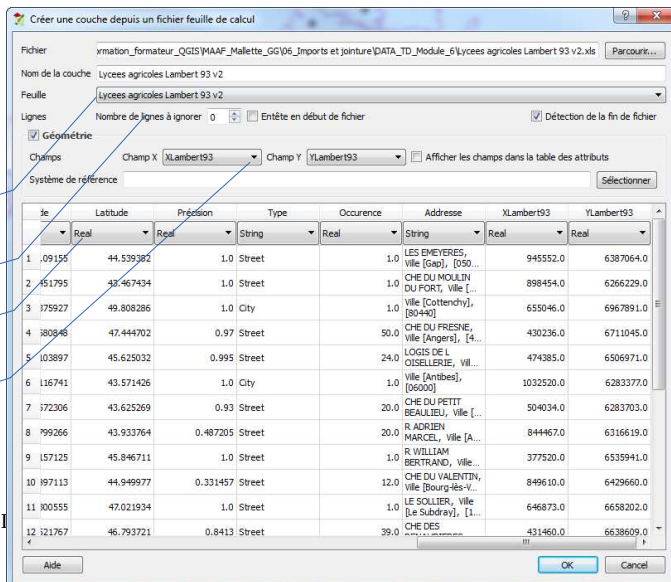 Créer une couche depuis un fichier feuille de calcul
Fichier rmation_formateur_QGIS\MAAF_Mallette_GG\06_Imports et jointure\DATA_TD_Module_6\Lycees agricoles Lambert 93 v2.xls Parcourir...
Nom de la couche Lycees agricoles Lambert 93 v2
Feuille Lycees agricoles Lambert 93 v2
Lignes Nombre de lignes à ignorer 0 Entête en début de fichier Détection de la fin de fichier
Géométrie
Champs Champ X XLambert93 Champ Y YLambert93 Afficher les champs dans la table des attributs
Système de référence Sélectionner
de Latitude Précision Type Occurence Addresse XLambert93 YLambert93
Real Real String Real String Real Real
1 .09155 44.539382 1.0 Street 1.0 LES EMEYERES, Ville [Gap], [050... 945552.0 6387064.0
2 451795 43.467434 1.0 Street 1.0 CHE DU MOULIN DU FORT, Ville [... 898454.0 6266229.0
3 375927 49.808286 1.0 City 1.0 Ville [Cottenchy], [80440] 655046.0 6967891.0
4 580848 47.444702 0.97 Street 50.0 CHE DU FRESNE, Ville [Angers], [4... 430236.0 6711045.0
5 103897 45.625032 0.995 Street 24.0 LOGIS DE L OISELLERIE, Vill... 474385.0 6506971.0
6 116741 43.571426 1.0 City 1.0 Ville [Antibes], [06000] 1032520.0 6283377.0
7 572306 43.625269 0.93 Street 20.0 CHE DU PETIT BEAULIEU, Ville [... 504034.0 6283703.0
8 799266 43.933764 0.487205 Street 20.0 R ADRIEN MARCEL, Ville [A... 844467.0 6316619.0
9 157125 45.846711 1.0 Street 1.0 R WILLIAM BERTRAND, Ville... 377520.0 6535941.0
10 897113 44.949977 0.331457 Street 12.0 CHE DU VALENTIN, Ville [Bourg-lès-V... 849610.0 6429660.0
11 300555 47.021934 1.0 Street 1.0 LE SOLLIER, Ville [Le Subdray], [1... 646873.0 6658202.0
12 521767 46.793721 0.8413 Street 39.0 CHE DES 431460.0 6638609.0
Aide OK Cancel